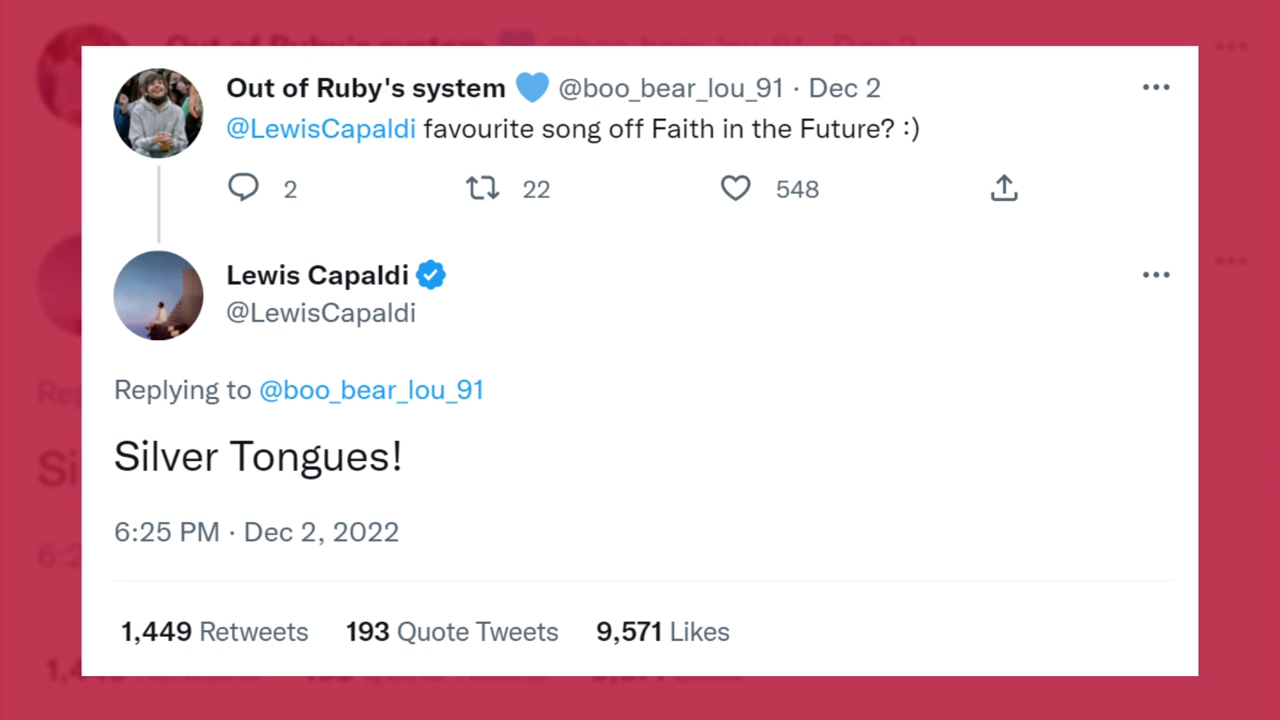 Out of Ruby's system 💙 @boo_bear_lou_91 · Dec 2
@LewisCapaldi favourite song off Faith in the Future? :)
2 22 548
Lewis Capaldi
@LewisCapaldi
Replying to @boo_bear_lou_91
Silver Tongues!
6:25 PM · Dec 2, 2022
1,449 Retweets 193 Quote Tweets 9,571 Likes